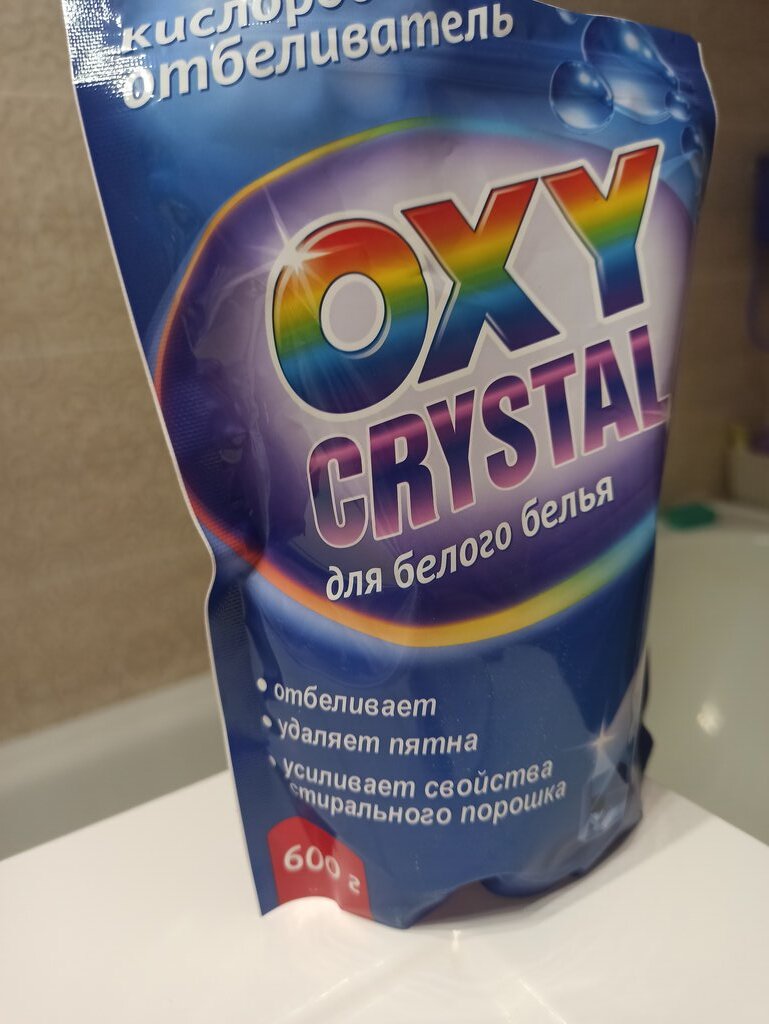 отбеливатель
OXY
CRYSTAL
для белого белья
• отбеливает
• удаляет пятна
• усиливает свойства
стирального порошка
600 г